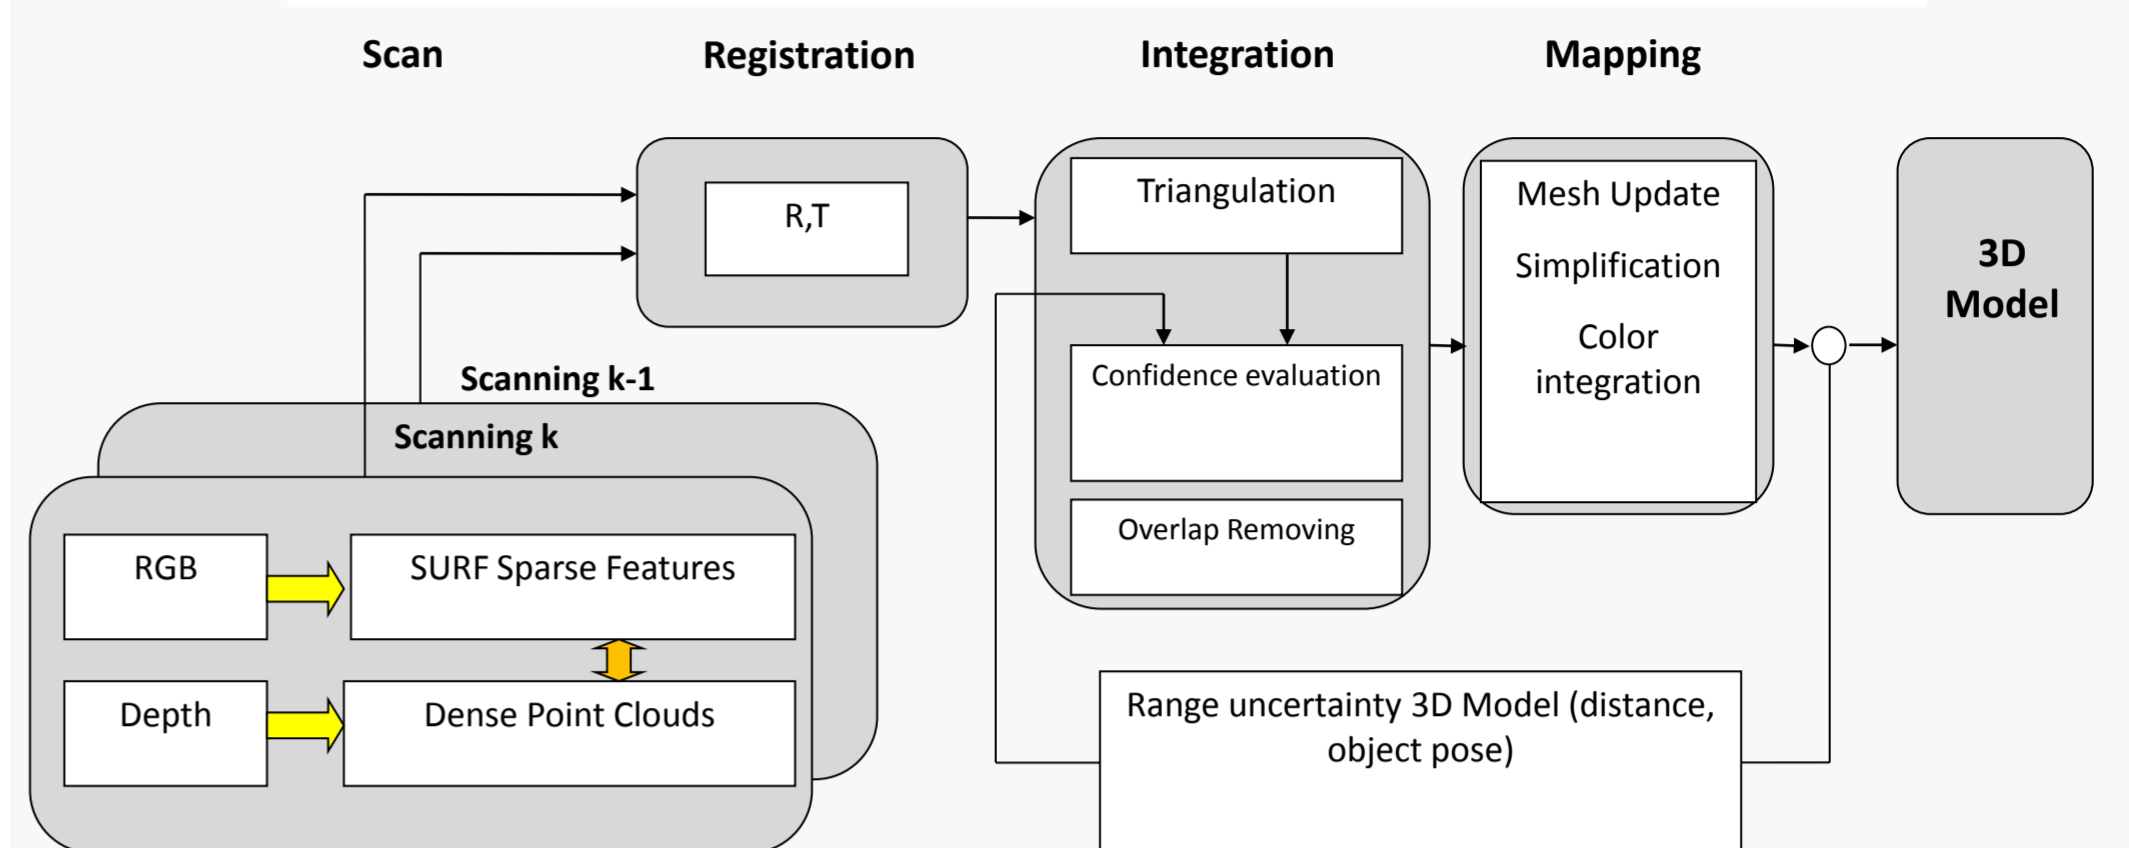 Scan
Registration
Integration
Mapping
R,T
Triangulation
Confidence evaluation
Overlap Removing
Mesh Update
Simplification
Color
integration
3D
Model
Scanning k-1
Scanning k
RGB
SURF Sparse Features
Depth
Dense Point Clouds
Range uncertainty 3D Model (distance,
object pose)